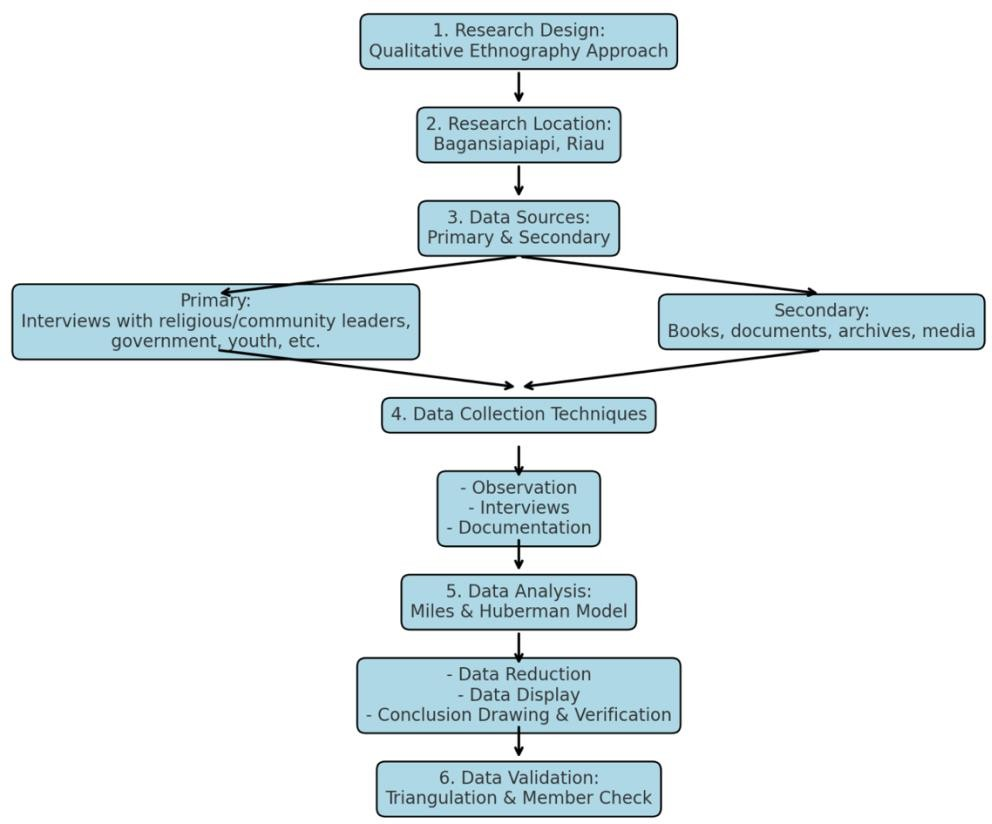 1. Research Design:
Qualitative Ethnography Approach
2. Research Location:
Bagansiapiapi, Riau
3. Data Sources:
Primary & Secondary
Primary:
Interviews with religious/community leaders,
government, youth, etc.
Secondary:
Books, documents, archives, media
4. Data Collection Techniques
- Observation
- Interviews
- Documentation
5. Data Analysis:
Miles & Huberman Model
- Data Reduction
- Data Display
- Conclusion Drawing & Verification
6. Data Validation:
Triangulation & Member Check